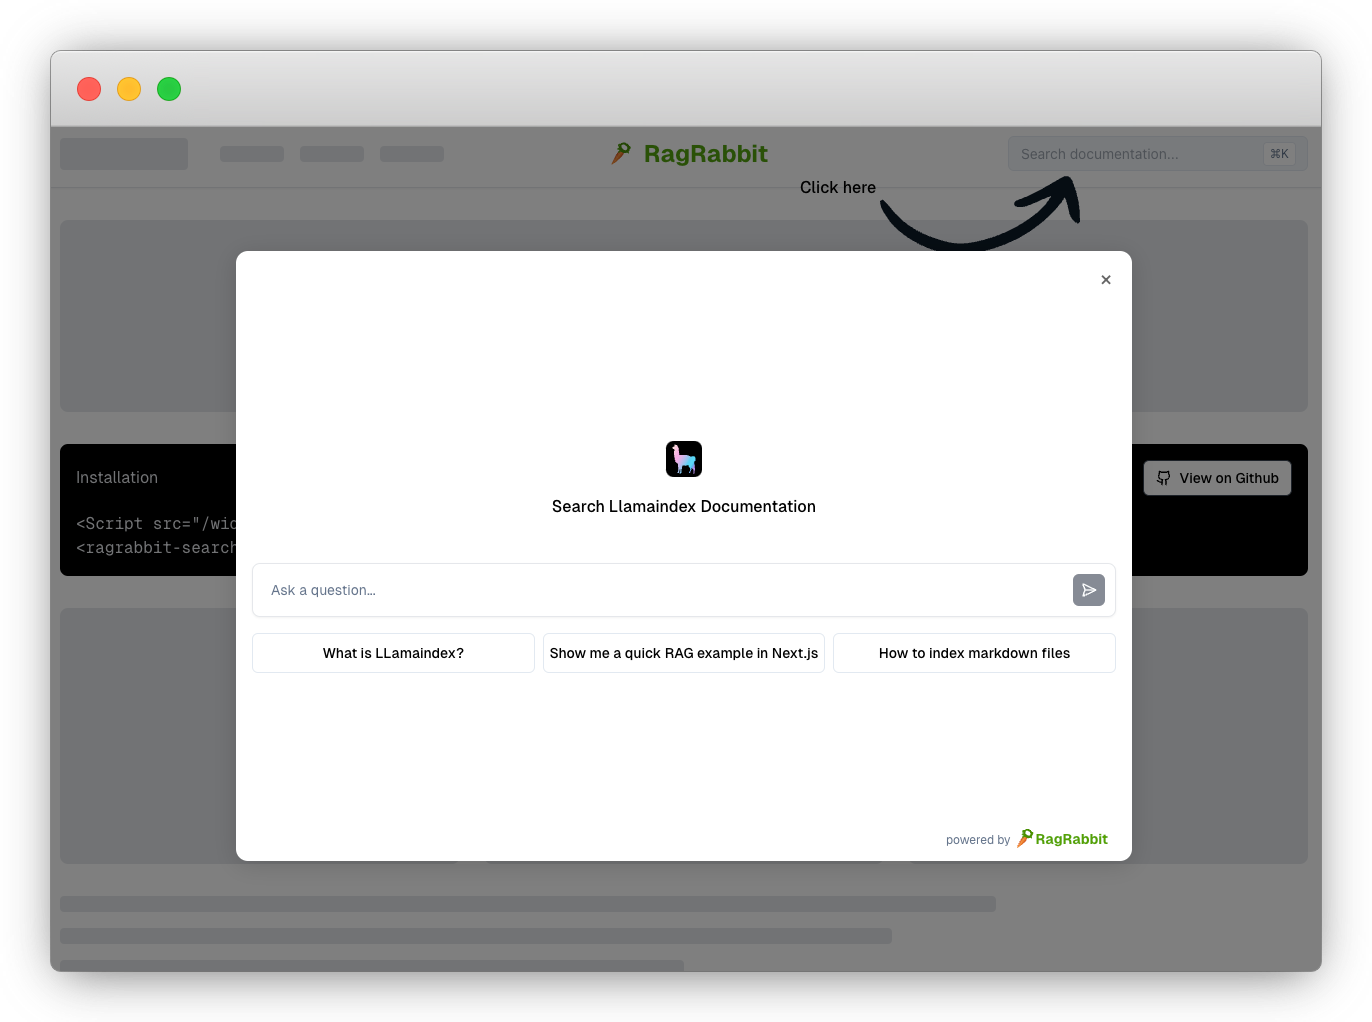 RagRabbit
Search documentation...
⌘K
Click here
Installation
View on Github
<Script src="/wid
<ragrabbit-search
Search Llamaindex Documentation
Ask a question...
What is LLamaindex?
Show me a quick RAG example in Next.js
How to index markdown files
powered by RagRabbit